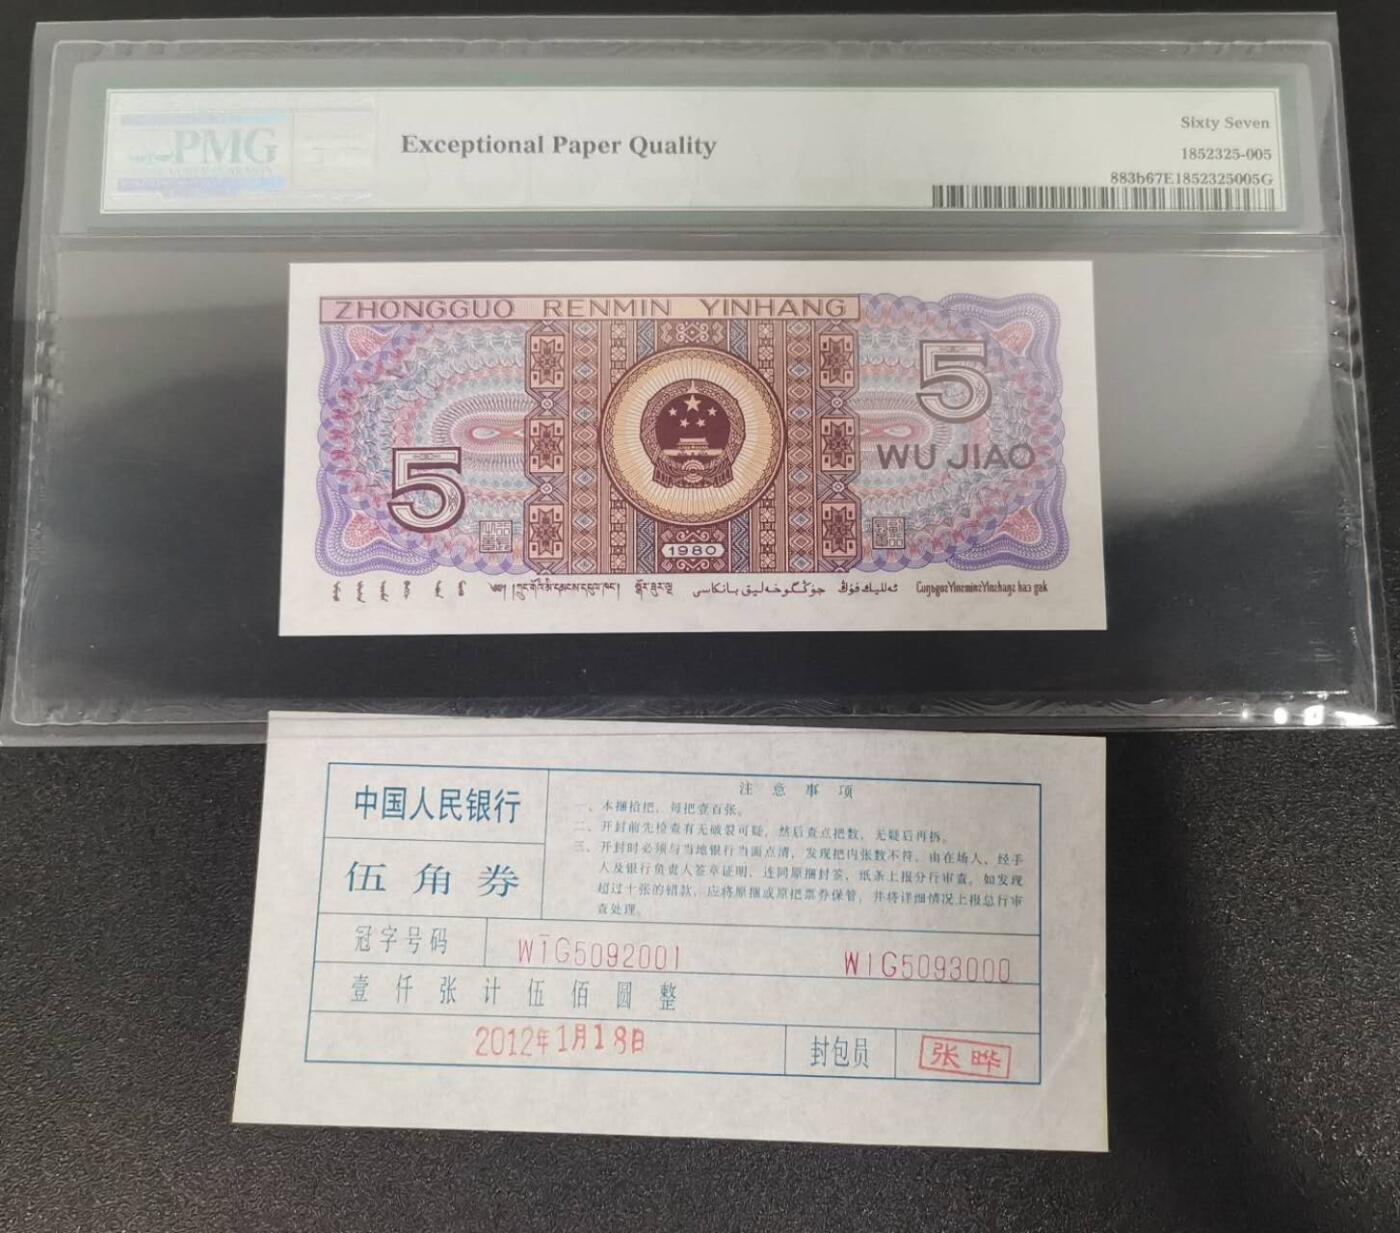 PMG
Exceptional Paper Quality
Sixty Seven
1852325-005
883b67E1852325005G
ZHONGGUO RENMIN YINHANG
5
WU JIAO
5
1980
中国人民银行
伍角券
注意事项
一、本捆拾把，每把壹百张。
二、开封前先检查有无破裂可疑，然后查点把数，无疑后再拆。
三、开封时必须与当地银行当面点清，发现把内张数不符，由在场人、经手
人及银行负责人签章证明，连同原捆封签，纸条上报分行审查。如发现
超过十张的错款，应将原捆或原把票券保管，并将详细情况上报总行审
查处理。
冠字号码
W1G5092001
W1G5093000
壹仟张计伍佰圆整
2012年1月18日
封包员
张晔